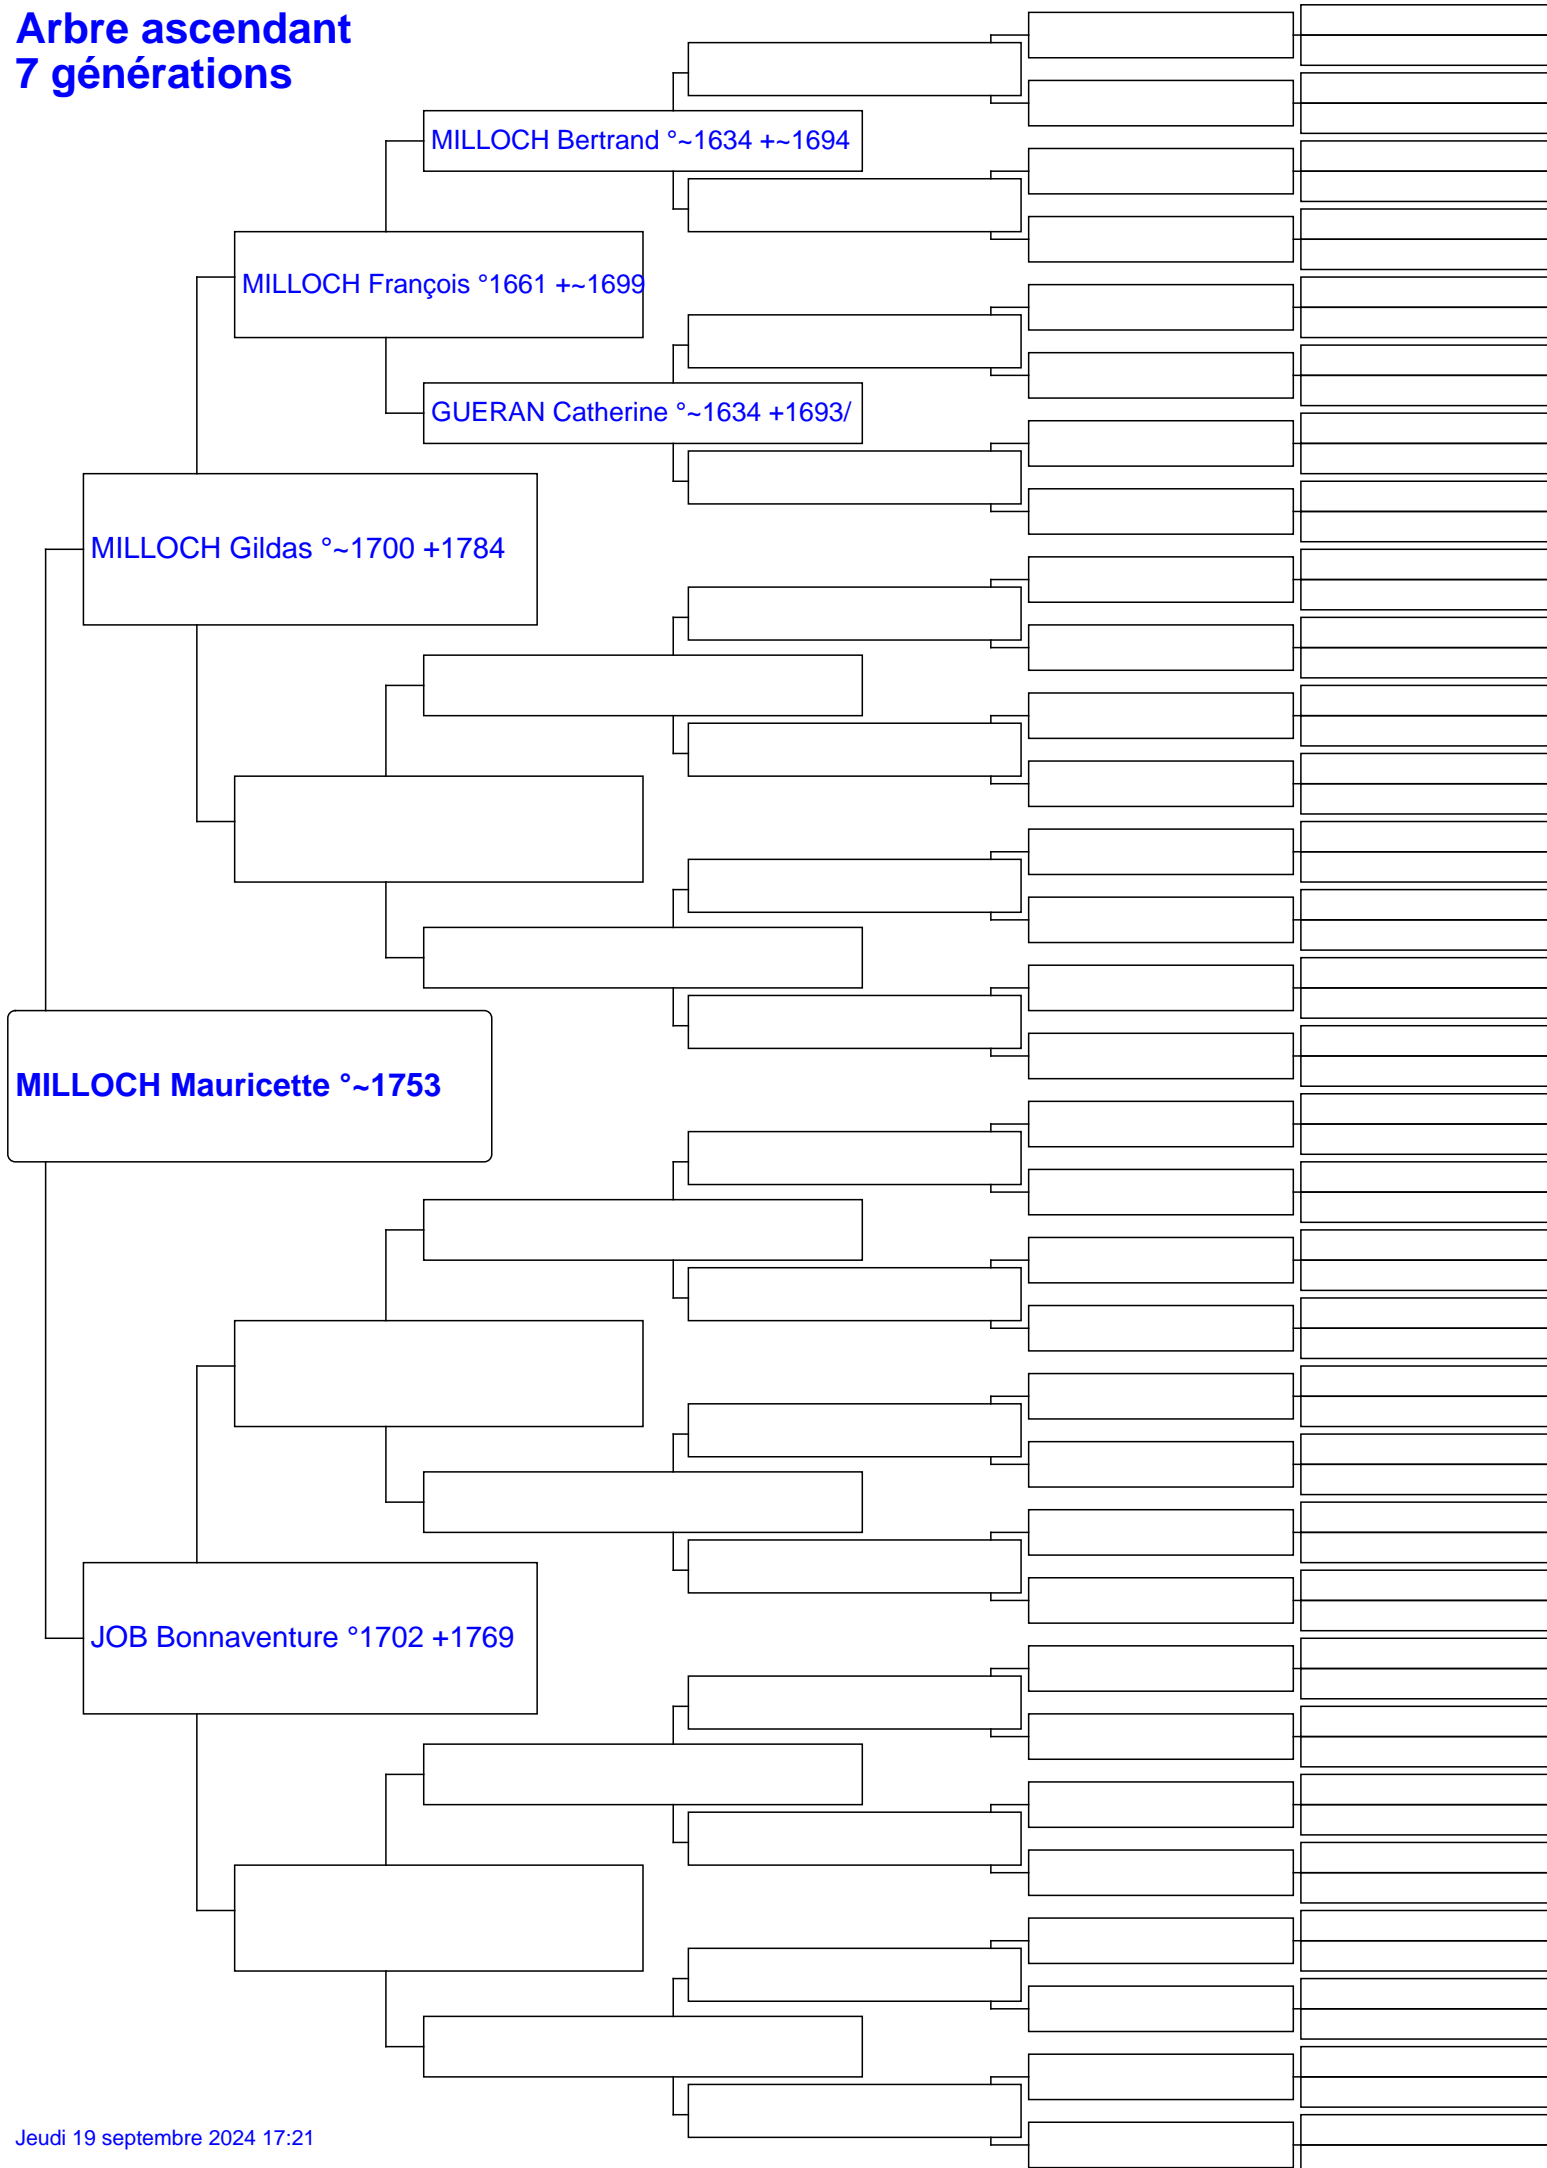 Arbre ascendant
7 générations
MILLOCH Bertrand °~1634 +~1694
MILLOCH François °1661 +~1699
GUERAN Catherine °~1634 +1693/
MILLOCH Gildas °~1700 +1784
MILLOCH Mauricette °~1753
JOB Bonnaventure °1702 +1769
Jeudi 19 septembre 2024 17:21